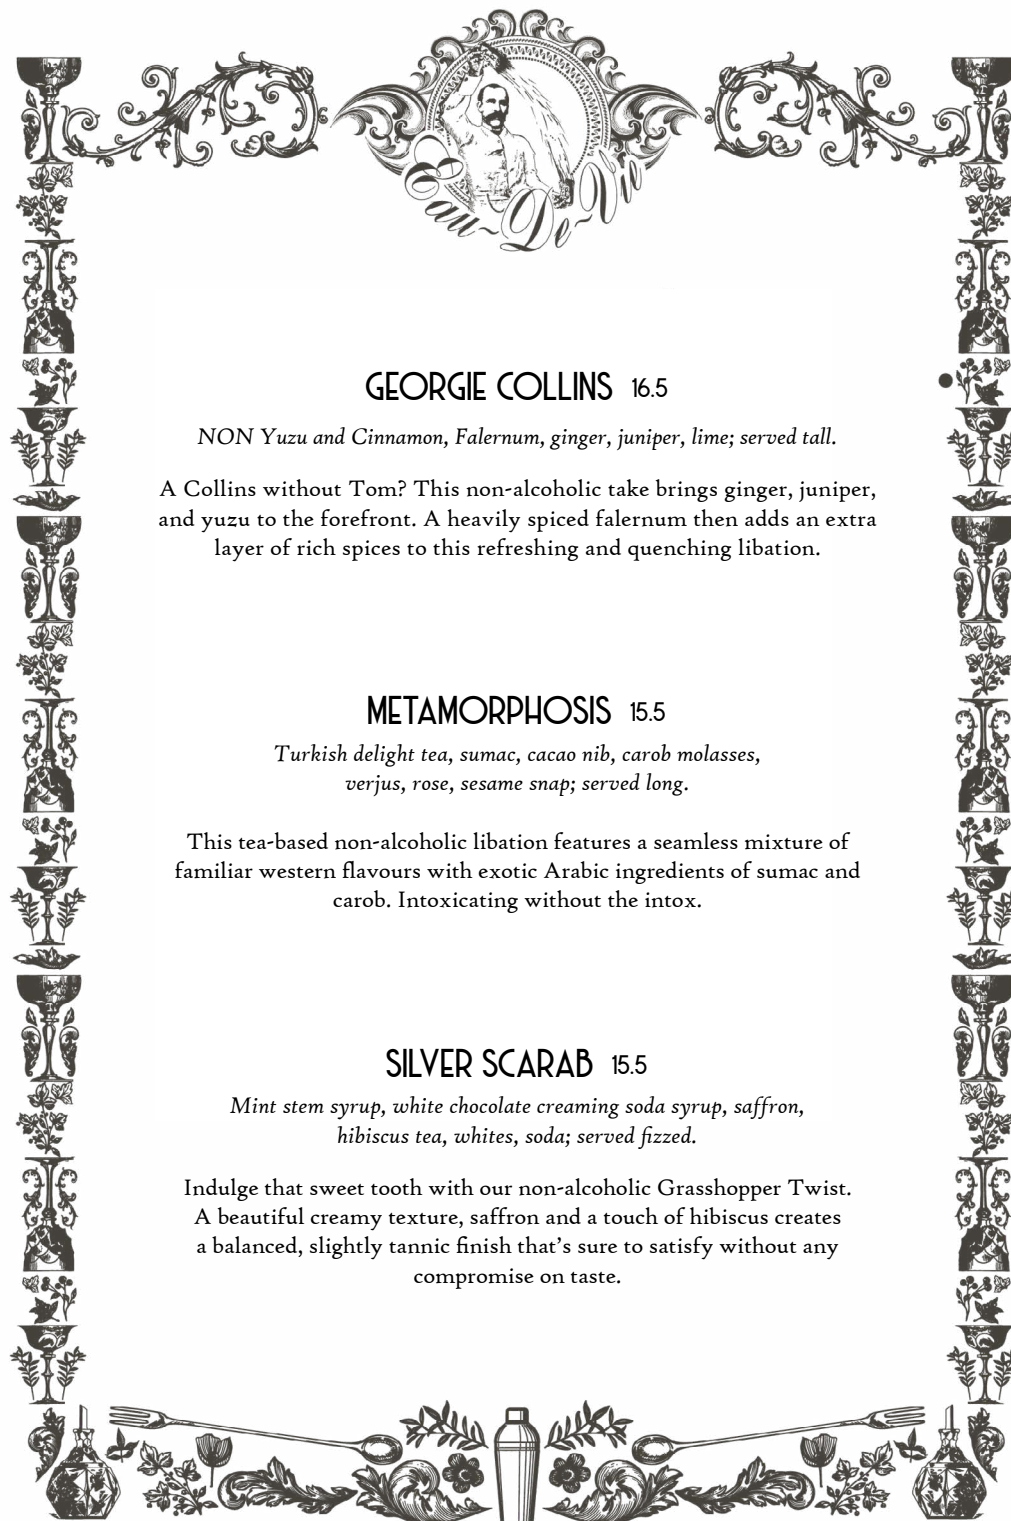 Eau~De~Vie
GEORGIE COLLINS 16.5
NON Yuzu and Cinnamon, Falernum, ginger, juniper, lime; served tall.
A Collins without Tom? This non-alcoholic take brings ginger, juniper,
and yuzu to the forefront. A heavily spiced falernum then adds an extra
layer of rich spices to this refreshing and quenching libation.
METAMORPHOSIS 15.5
Turkish delight tea, sumac, cacao nib, carob molasses,
verjus, rose, sesame snap; served long.
This tea-based non-alcoholic libation features a seamless mixture of
familiar western flavours with exotic Arabic ingredients of sumac and
carob. Intoxicating without the intox.
SILVER SCARAB 15.5
Mint stem syrup, white chocolate creaming soda syrup, saffron,
hibiscus tea, whites, soda; served fizzed.
Indulge that sweet tooth with our non-alcoholic Grasshopper Twist.
A beautiful creamy texture, saffron and a touch of hibiscus creates
a balanced, slightly tannic finish that's sure to satisfy without any
compromise on taste.